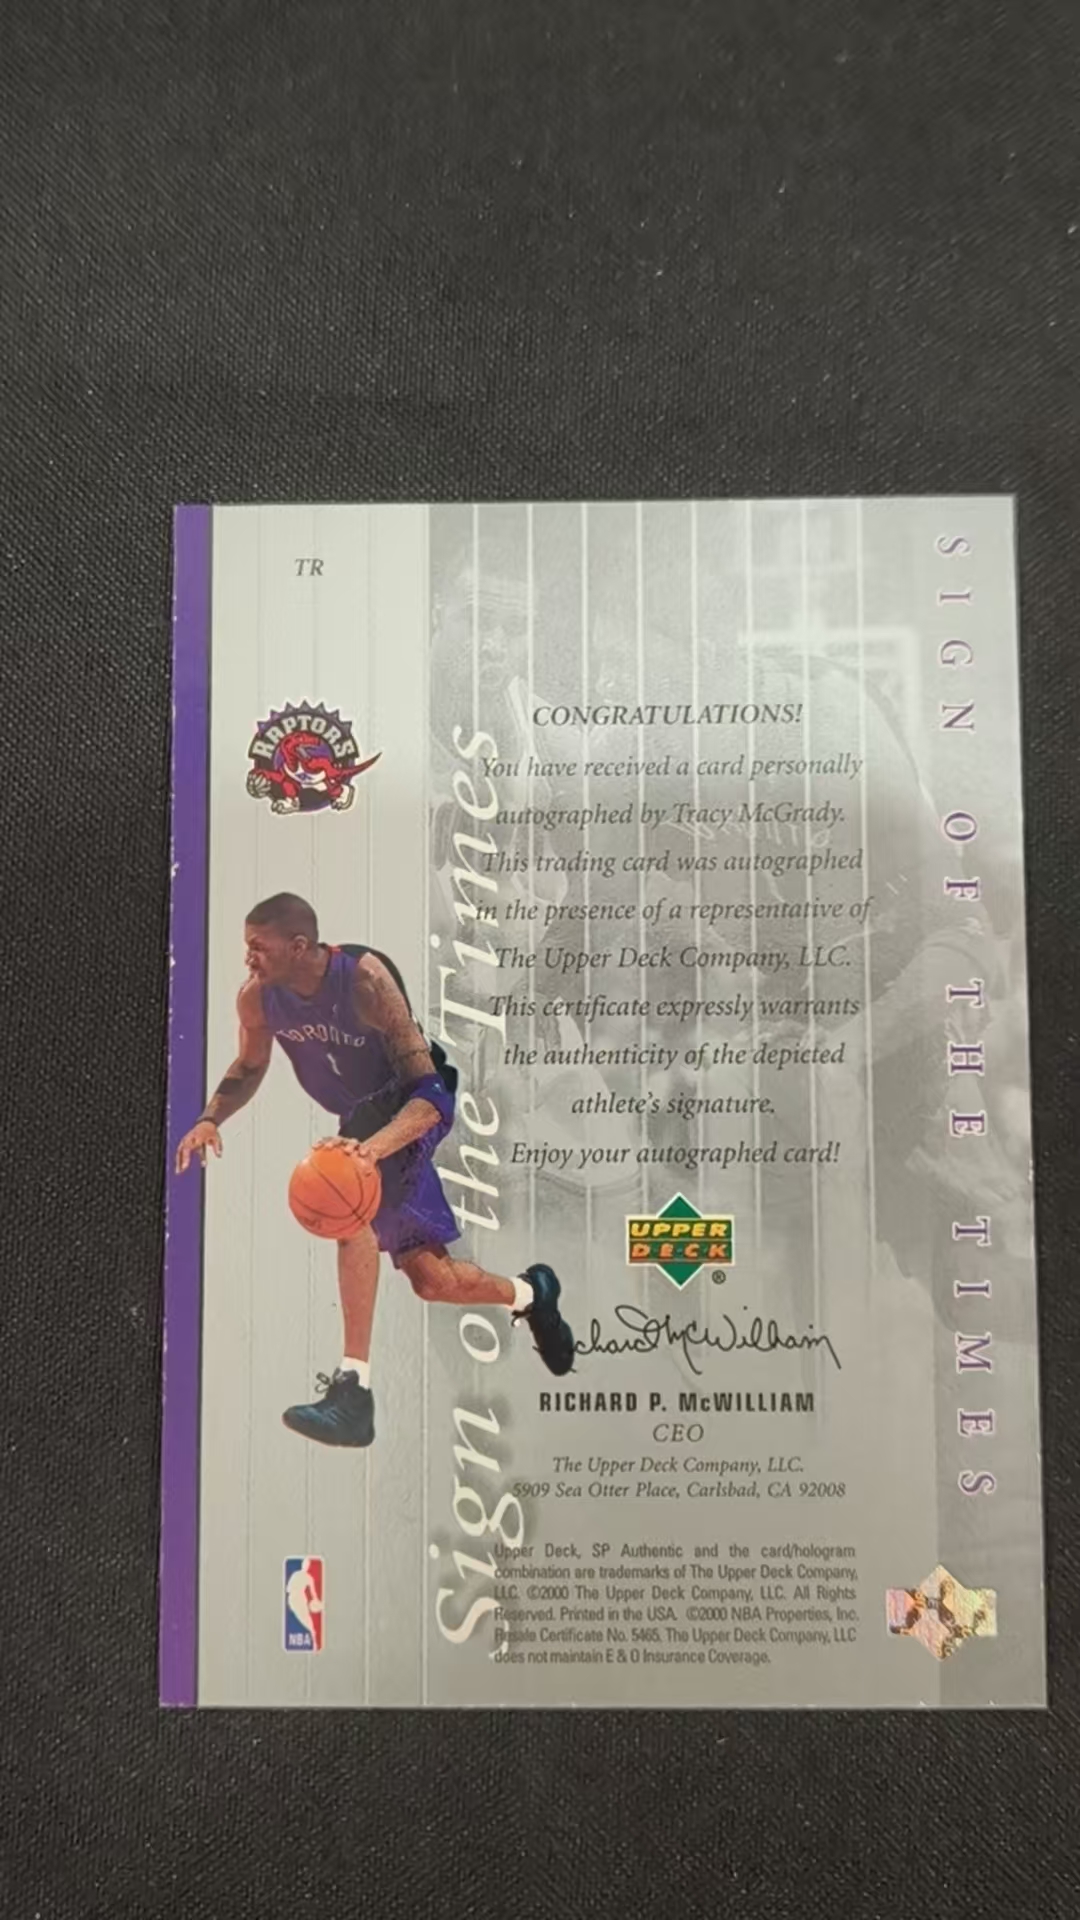 TR
RAPTORS
TORONTO
1
NBA
Sign of the Times
CONGRATULATIONS!
You have received a card personally
autographed by Tracy McGrady.
This trading card was autographed
in the presence of a representative of
The Upper Deck Company, LLC.
This certificate expressly warrants
the authenticity of the depicted
athlete's signature.
Enjoy your autographed card!
UPPER
DECK
®
RICHARD P. McWILLIAM
CEO
The Upper Deck Company, LLC.
5909 Sea Otter Place, Carlsbad, CA 92008
Upper Deck, SP Authentic and the card/hologram
combination are trademarks of The Upper Deck Company,
LLC. ©2000 The Upper Deck Company, LLC. All Rights
Reserved. Printed in the USA. ©2000 NBA Properties, Inc.
Resale Certificate No. 5465. The Upper Deck Company, LLC
does not maintain E & O Insurance Coverage.
SIGN OF THE TIMES